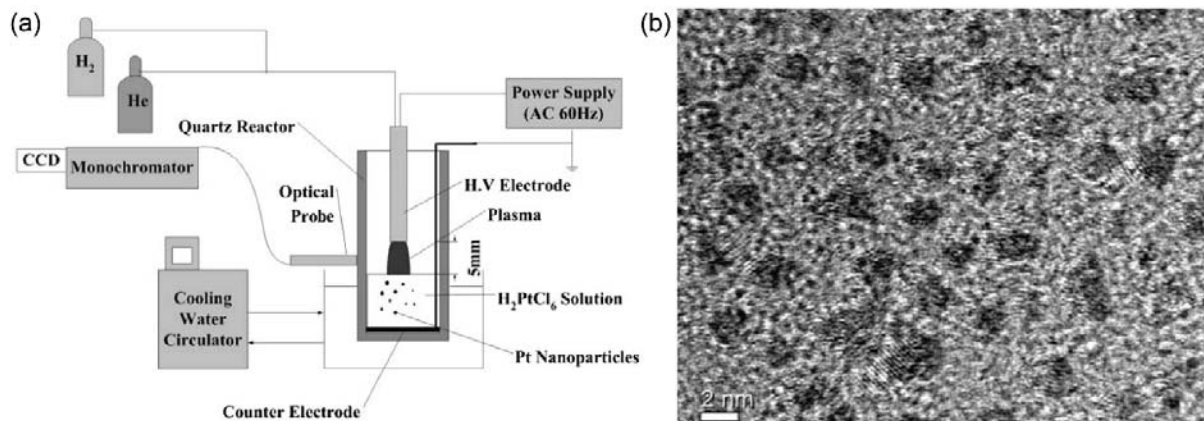 (a)
H2
He
Power Supply
(AC 60Hz)
Quartz Reactor
CCD
Monochromator
Optical
Probe
H.V Electrode
Plasma
5mm
H2PtCl6 Solution
Cooling
Water
Circulator
Pt Nanoparticles
Counter Electrode
(b)
2 nm